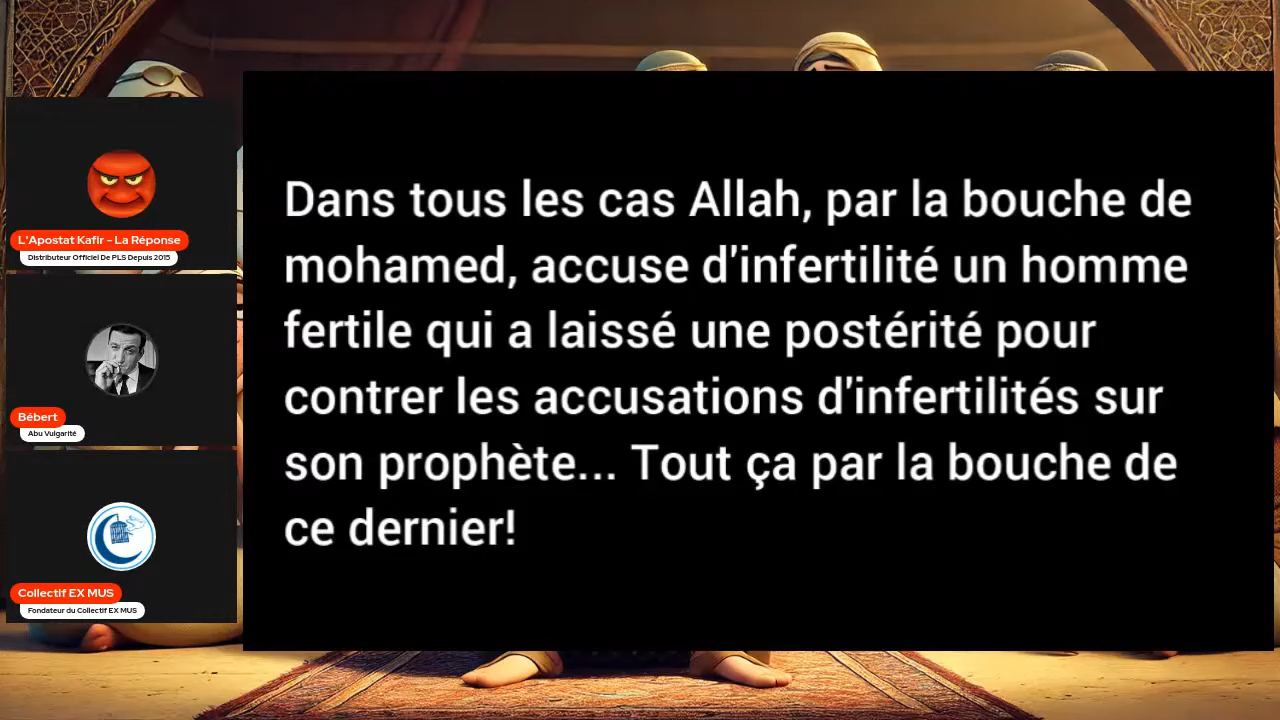 L'Apostat Kafir - La Réponse
Distributeur Officiel De PLS Depuis 2015
Bébert
Abu Vulgarité
Collectif EX MUS
Fondateur du Collectif EX MUS
Dans tous les cas Allah, par la bouche de
mohamed, accuse d'infertilité un homme
fertile qui a laissé une postérité pour
contrer les accusations d'infertilités sur
son prophète... Tout ça par la bouche de
ce dernier!